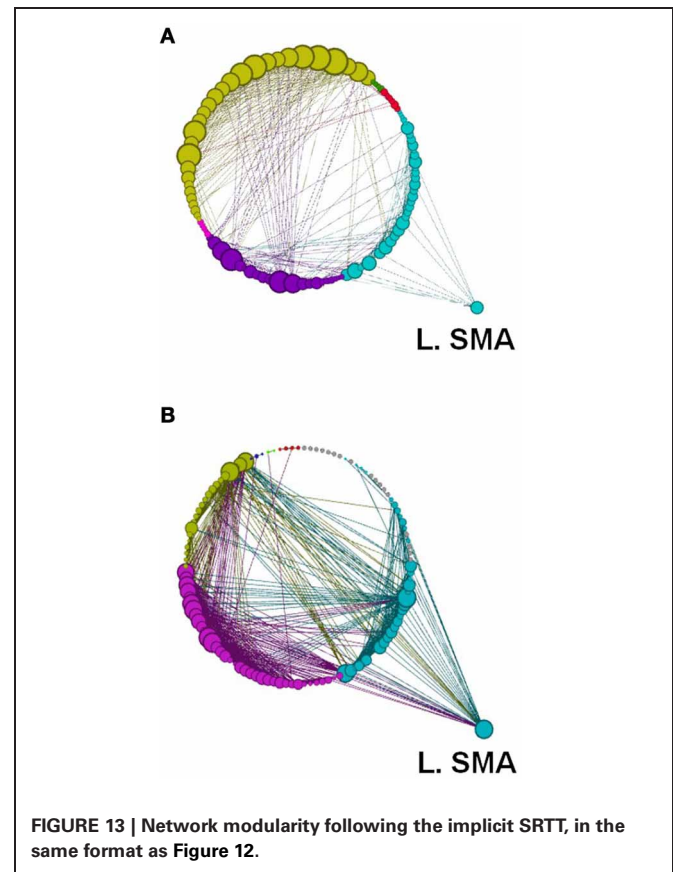 A
L. SMA
B
L. SMA
FIGURE 13 | Network modularity following the implicit SRTT, in the
same format as Figure 12.